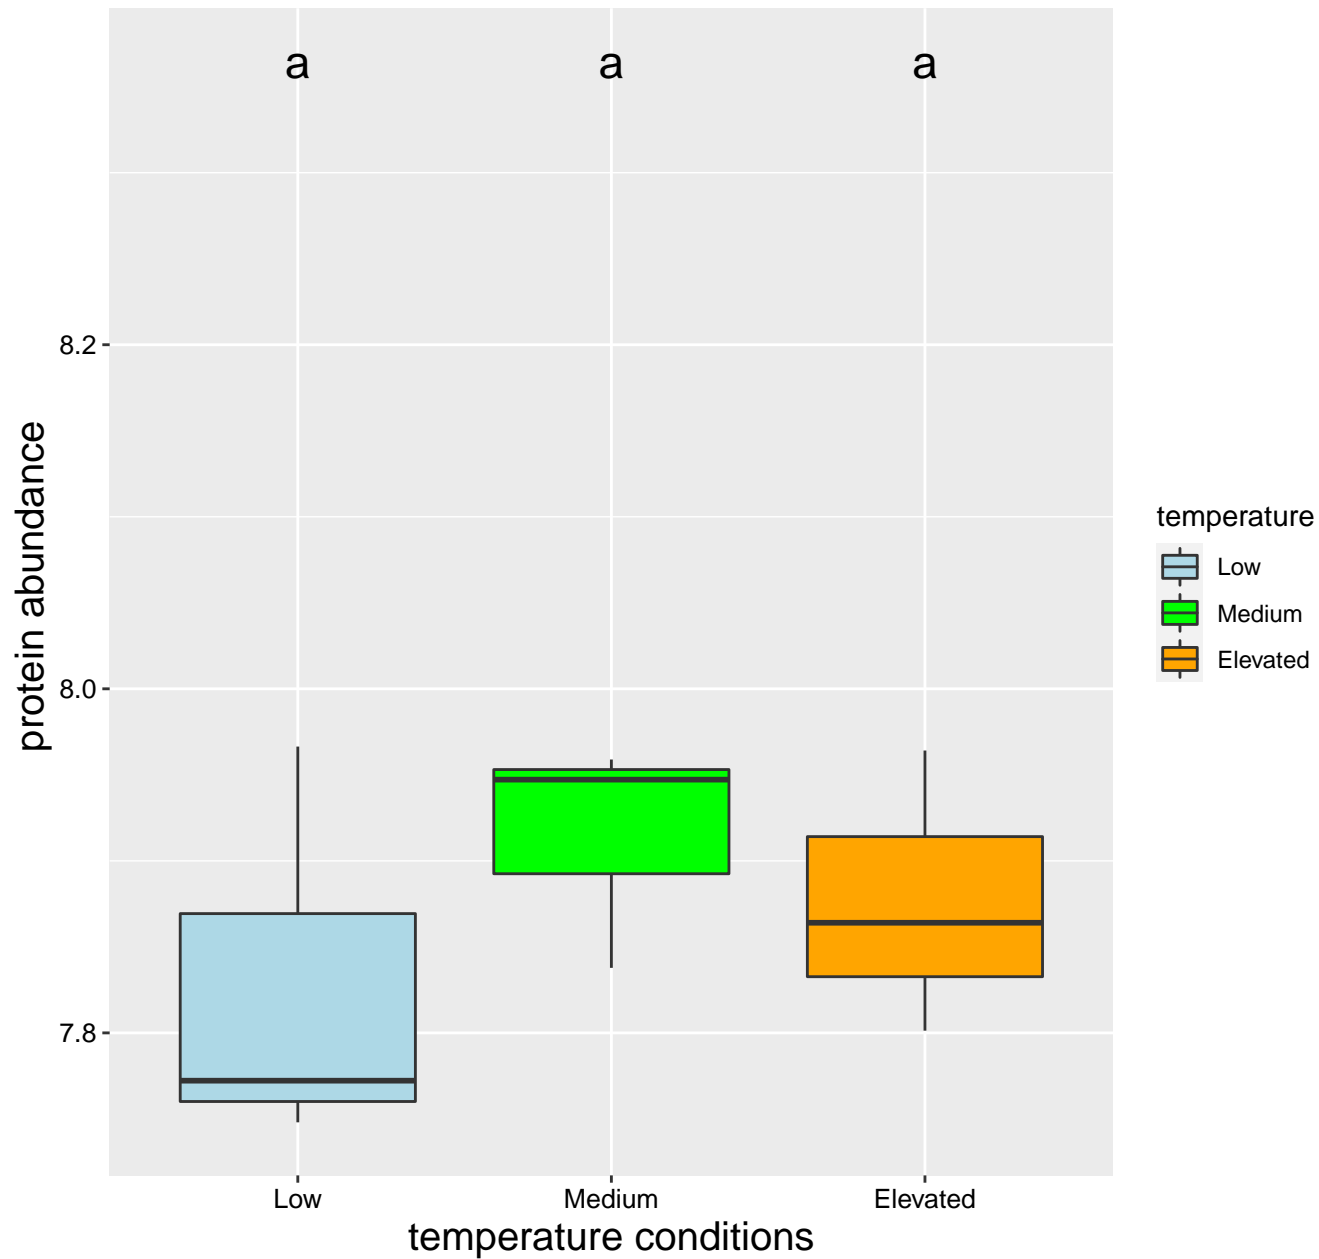 a a a
8.2
8.0
7.8
protein abundance
Low Medium Elevated
temperature conditions
temperature
Low
Medium
Elevated